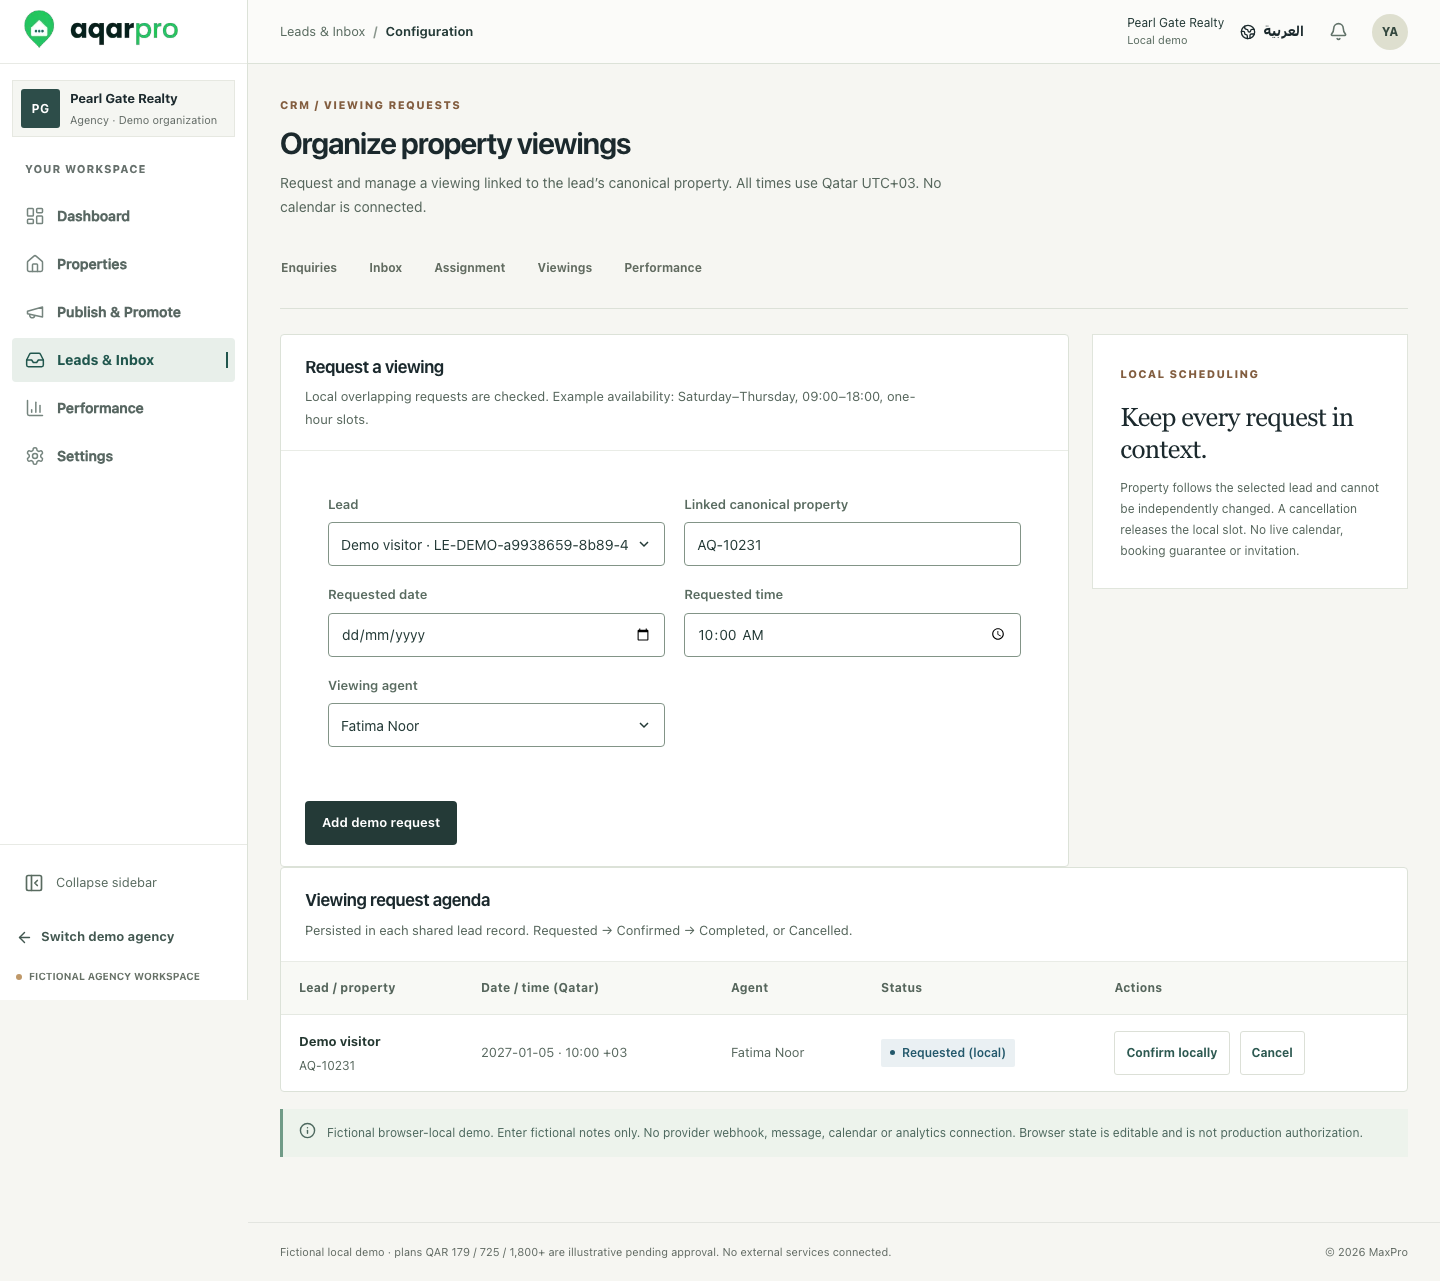 aqarpro
Leads & Inbox / Configuration
Pearl Gate Realty
Local demo
العربية
YA
PG
Pearl Gate Realty
Agency · Demo organization
YOUR WORKSPACE
Dashboard
Properties
Publish & Promote
Leads & Inbox
Performance
Settings
Collapse sidebar
Switch demo agency
FICTIONAL AGENCY WORKSPACE
CRM / VIEWING REQUESTS
Organize property viewings
Request and manage a viewing linked to the lead's canonical property. All times use Qatar UTC+03. No
calendar is connected.
Enquiries Inbox Assignment Viewings Performance
Request a viewing
Local overlapping requests are checked. Example availability: Saturday–Thursday, 09:00–18:00, one-
hour slots.
Lead
Demo visitor · LE-DEMO-a9938659-8b89-4
Linked canonical property
AQ-10231
Requested date
dd/mm/yyyy
Requested time
10:00 AM
Viewing agent
Fatima Noor
Add demo request
LOCAL SCHEDULING
Keep every request in
context.
Property follows the selected lead and cannot
be independently changed. A cancellation
releases the local slot. No live calendar,
booking guarantee or invitation.
Viewing request agenda
Persisted in each shared lead record. Requested → Confirmed → Completed, or Cancelled.
Lead / property Date / time (Qatar) Agent Status Actions
Demo visitor
AQ-10231
2027-01-05 · 10:00 +03
Fatima Noor
Requested (local)
Confirm locally
Cancel
Fictional browser-local demo. Enter fictional notes only. No provider webhook, message, calendar or analytics connection. Browser state is editable and is not production authorization.
Fictional local demo · plans QAR 179 / 725 / 1,800+ are illustrative pending approval. No external services connected.
© 2026 MaxPro